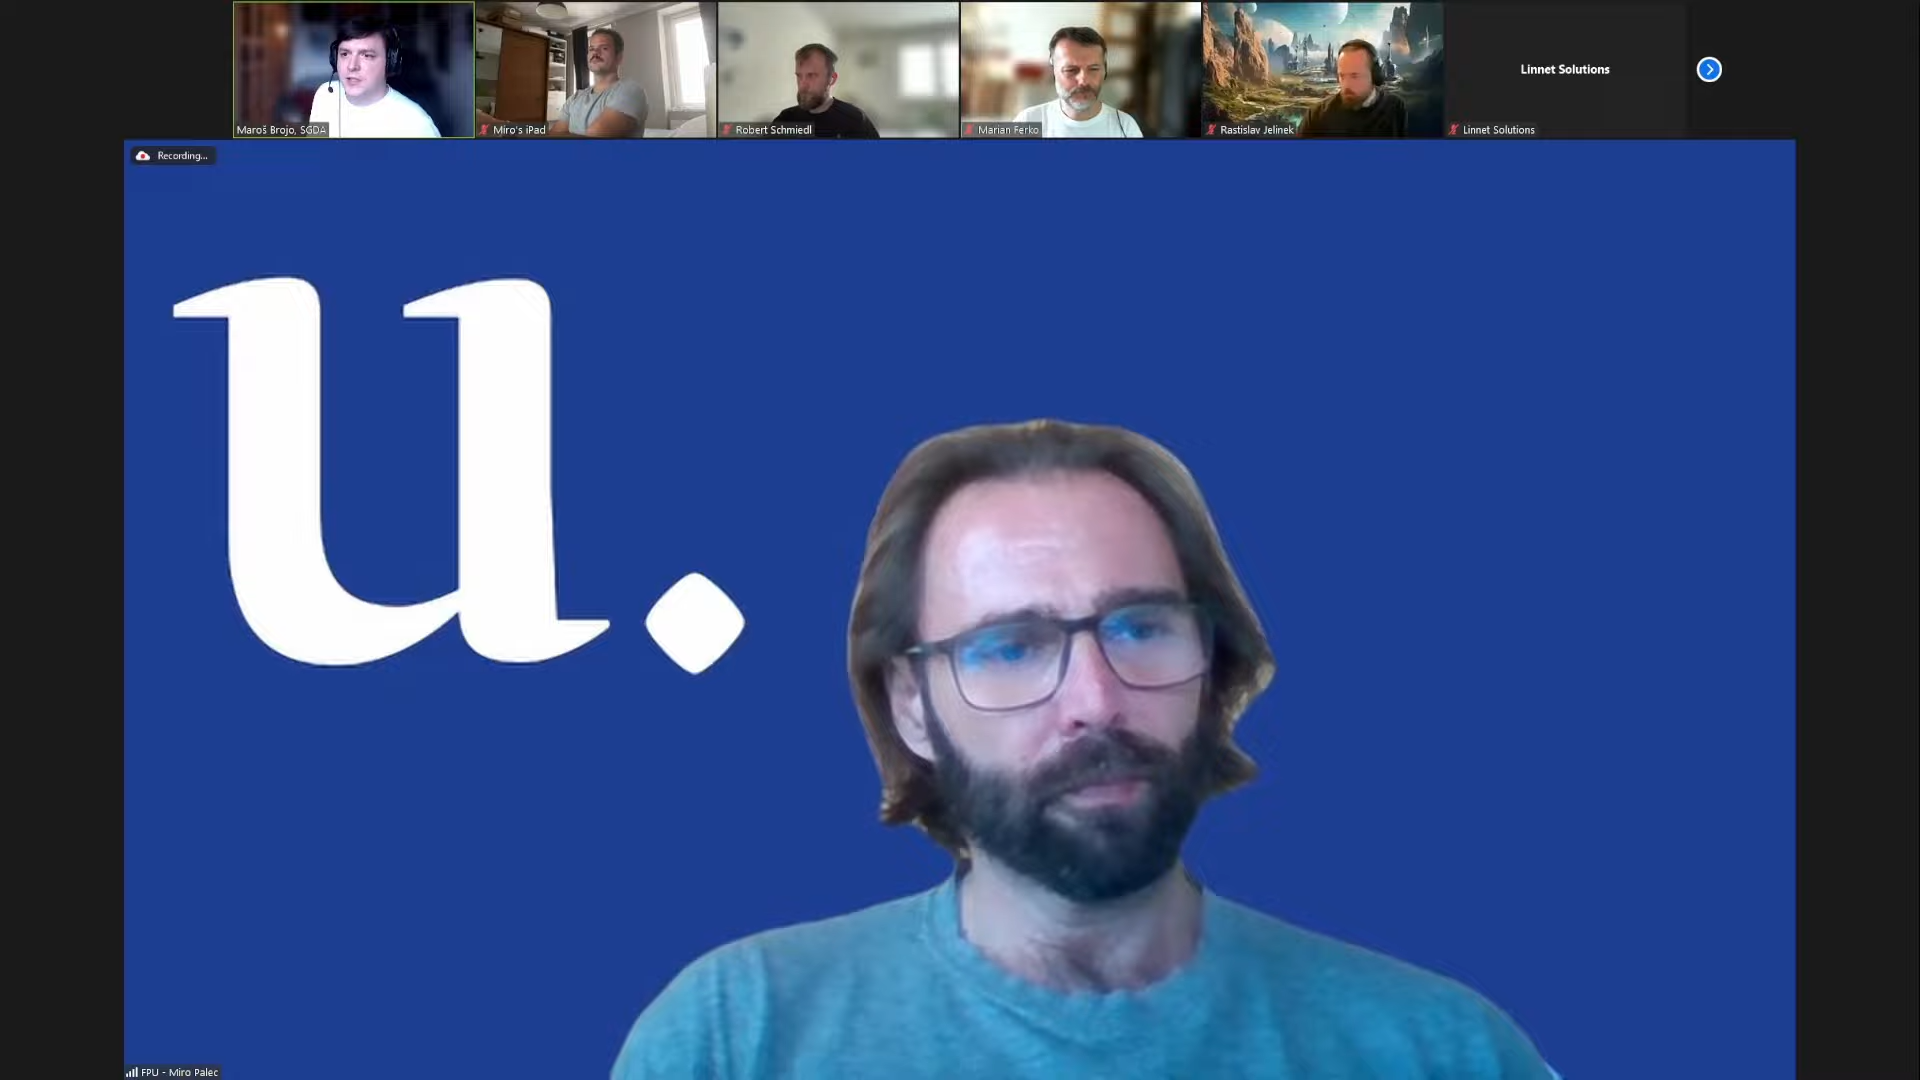 Maroš Brojo, SGDA
Miro's iPad
Robert Schmiedl
Marian Ferko
Rastislav Jelinek
Linnet Solutions
Linnet Solutions
Recording...
u.
FPU - Miro Palec